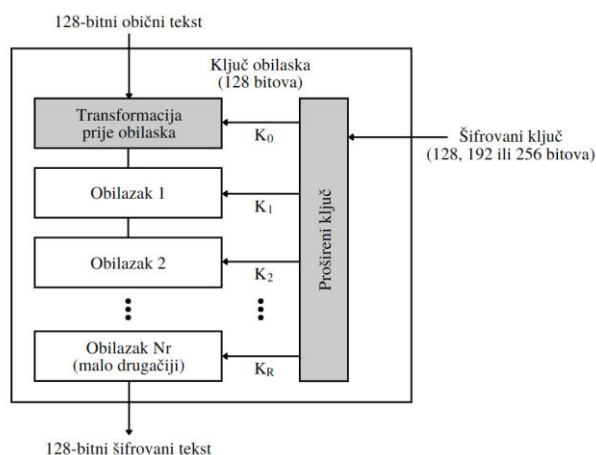 128-bitni obični tekst
Ključ obilaska
(128 bitova)
Transformacija
prije obilaska
K0
Šifrovani ključ
(128, 192 ili 256 bitova)
Obilazak 1
K1
Prošireni ključ
Obilazak 2
K2
Obilazak Nr
(malo drugačiji)
KR
128-bitni šifrovani tekst